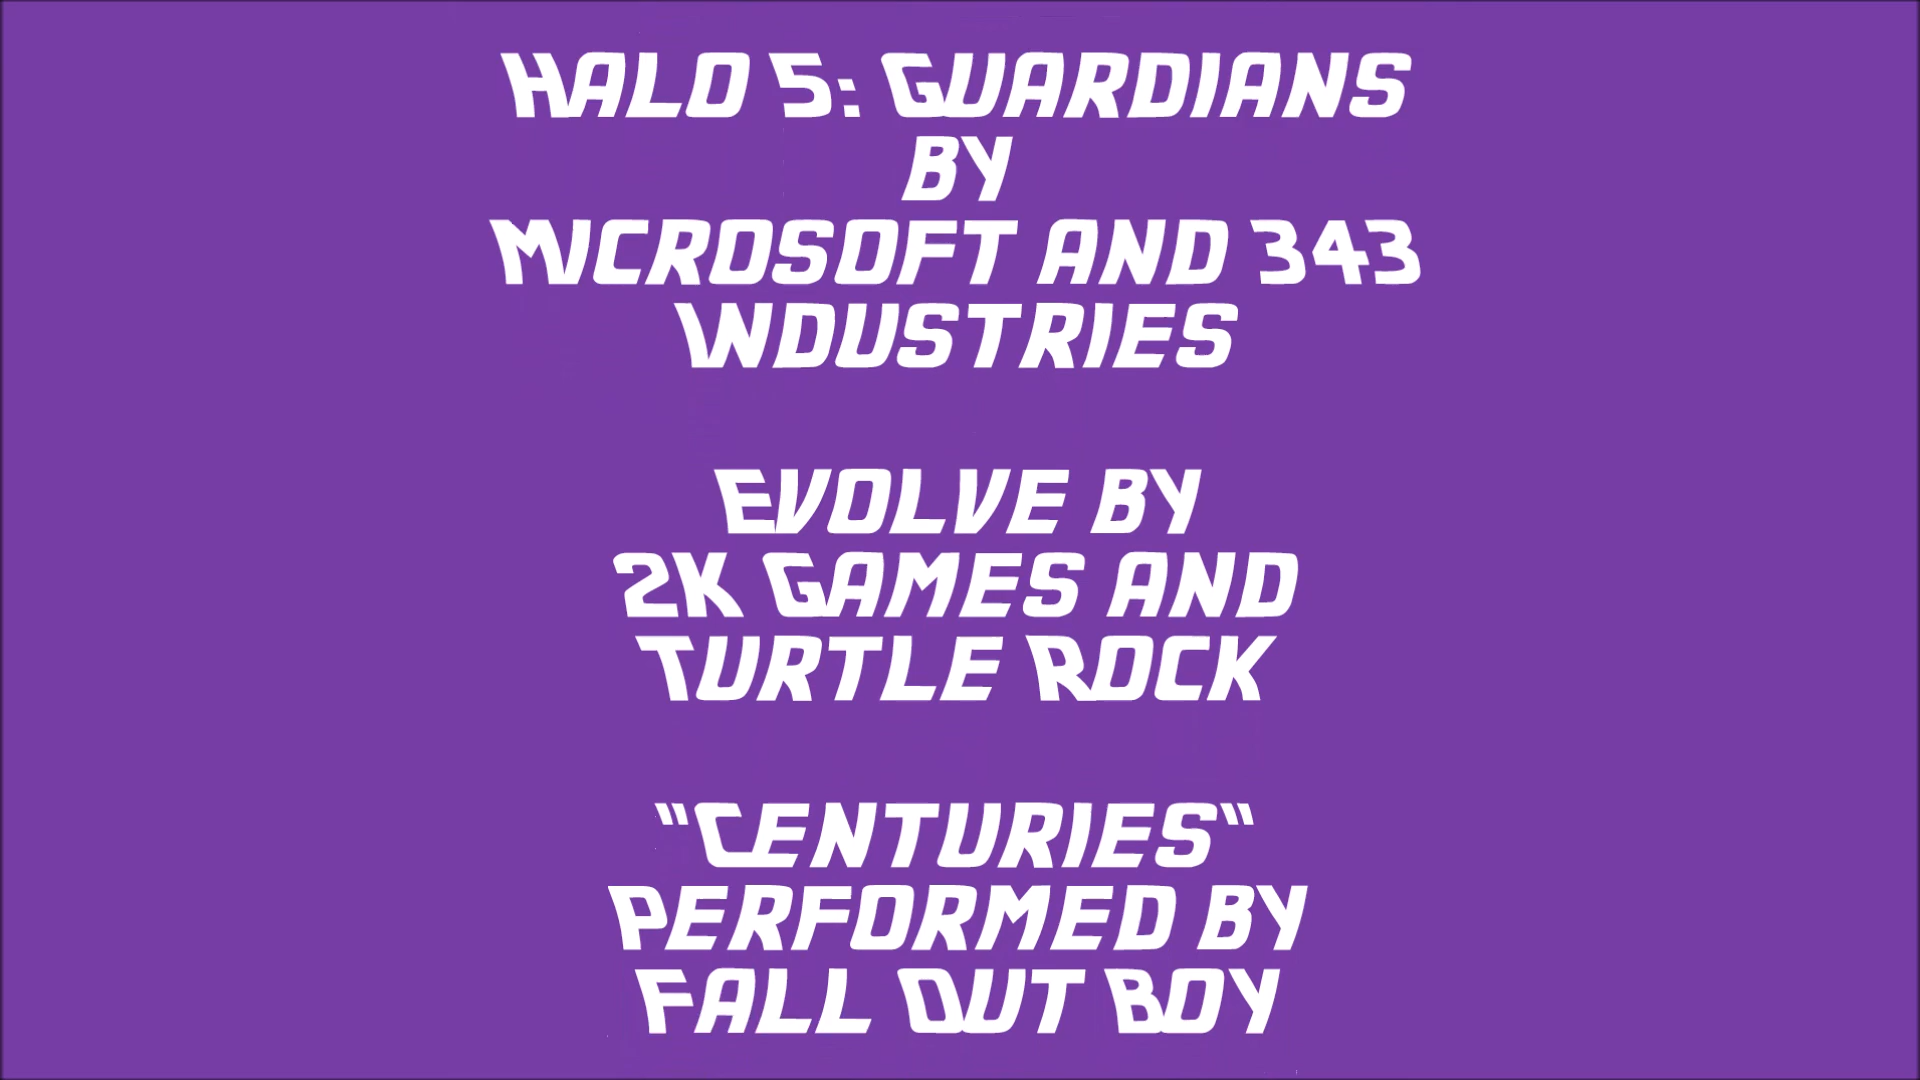 HALO 5: GUARDIANS
BY
MICROSOFT AND 343
INDUSTRIES
EVOLVE BY
2K GAMES AND
TURTLE ROCK
"CENTURIES"
PERFORMED BY
FALL OUT BOY